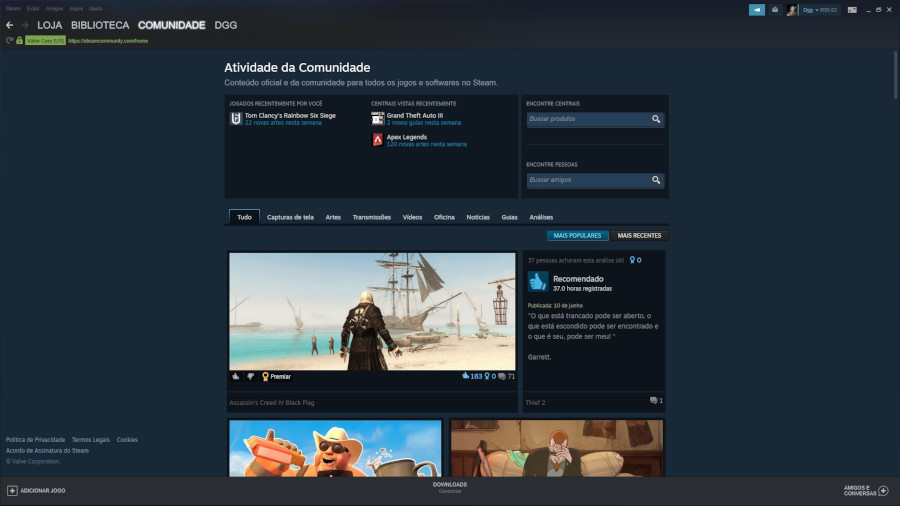 Steam Exibir Amigos Jogos Ajuda
Dgg
LOJA BIBLIOTECA COMUNIDADE DGG
Valve Corp [US] https://steamcommunity.com/home
Atividade da Comunidade
Conteúdo oficial e da comunidade para todos os jogos e softwares no Steam.
JOGADOS RECENTEMENTE POR VOCÊ
Tom Clancy's Rainbow Six Siege
22 novas artes nesta semana
CENTRAIS VISTAS RECENTEMENTE
Grand Theft Auto III
2 novos guias nesta semana
Apex Legends
120 novas artes nesta semana
ENCONTRE CENTRAIS
Buscar produtos
ENCONTRE PESSOAS
Buscar amigos
Tudo Capturas de tela Artes Transmissões Vídeos Oficina Notícias Guias Análises
MAIS POPULARES MAIS RECENTES
Premiar
183 0 71
Assassin's Creed IV Black Flag
37 pessoas acharam esta análise útil 0
Recomendado
37.0 horas registradas
Publicada: 10 de junho
"O que está trancado pode ser aberto, o
que está escondido pode ser encontrado e
o que é seu, pode ser meu! "
Garrett.
Thief 2
1
Política de Privacidade Termos Legais Cookies
Acordo de Assinatura do Steam
© Valve Corporation.
ADICIONAR JOGO
DOWNLOADS
Gerenciar
AMIGOS E
CONVERSAS